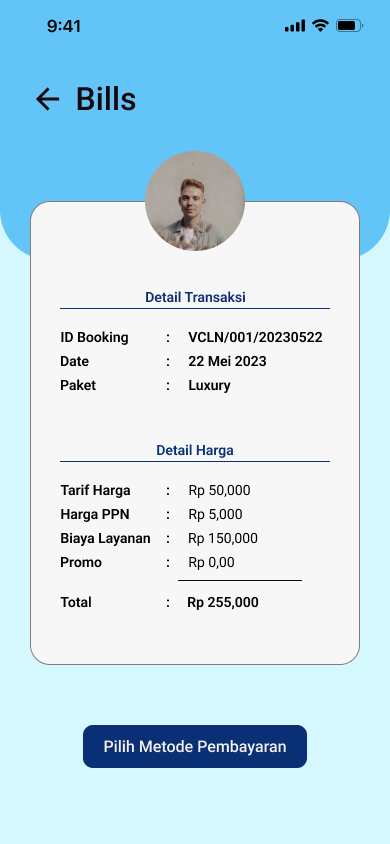 9:41
Bills
Detail Transaksi
ID Booking : VCLN/001/20230522
Date : 22 Mei 2023
Paket : Luxury
Detail Harga
Tarif Harga : Rp 50,000
Harga PPN : Rp 5,000
Biaya Layanan : Rp 150,000
Promo : Rp 0,00
Total : Rp 255,000
Pilih Metode Pembayaran